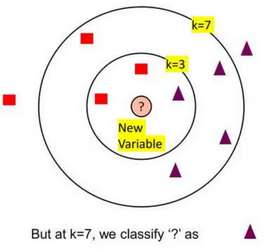 k=7
k=3
?
New
Variable
But at k=7, we classify ‘?’ as